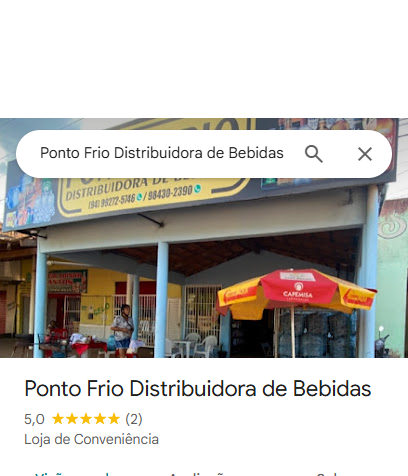 Ponto Frio Distribuidora de Bebidas
DISTRIBUIDORA DE BE
(94) 99272-5746 / 98430-2390
CAPEMISA
Ponto Frio Distribuidora de Bebidas
5,0 (2)
Loja de Conveniência